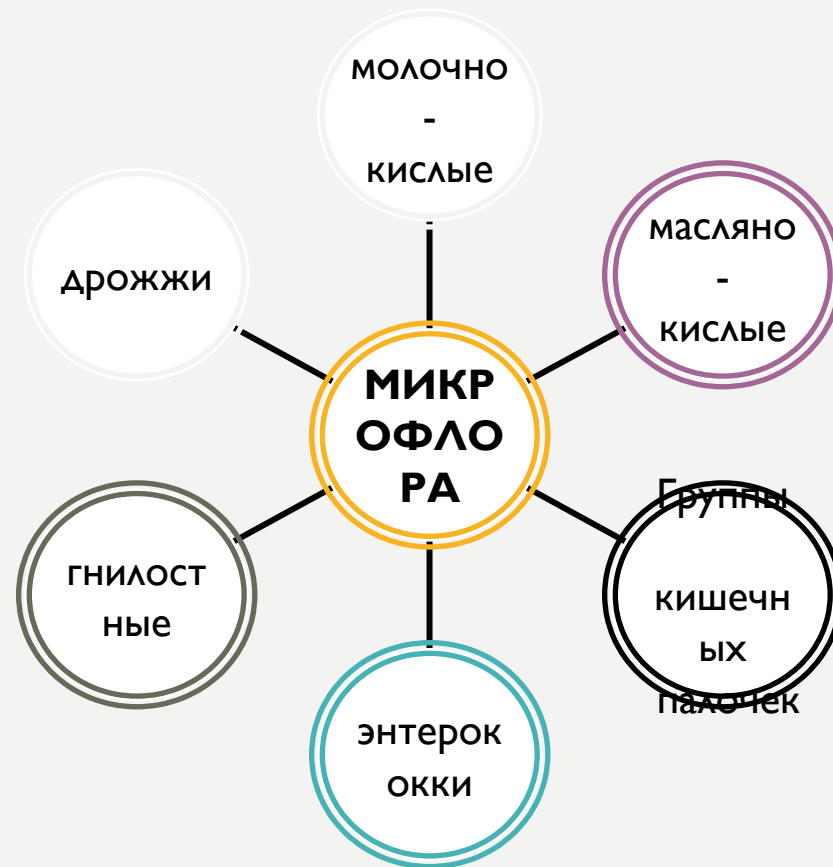 молочно
-
кислые
масляно
-
кислые
Группы
кишечн
ых
палочек
энтерок
окки
гнилост
ные
дрожжи
МИКР
ОФЛО
РА